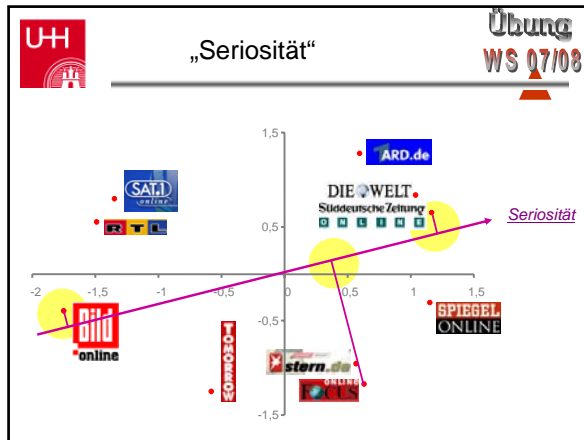 UHH
„Seriosität“
Übung
WS 07/08
1,5
ARD.de
SAT.1
online
DIE WELT
Süddeutsche Zeitung
ONLINE
RTL
0,5
Seriosität
-2
-1,5
-0,5
0
0,5
1,5
Bild
online
-0,5
SPIEGEL
ONLINE
TOMORROW
stern.de
ONLINE
FOCUS
-1,5